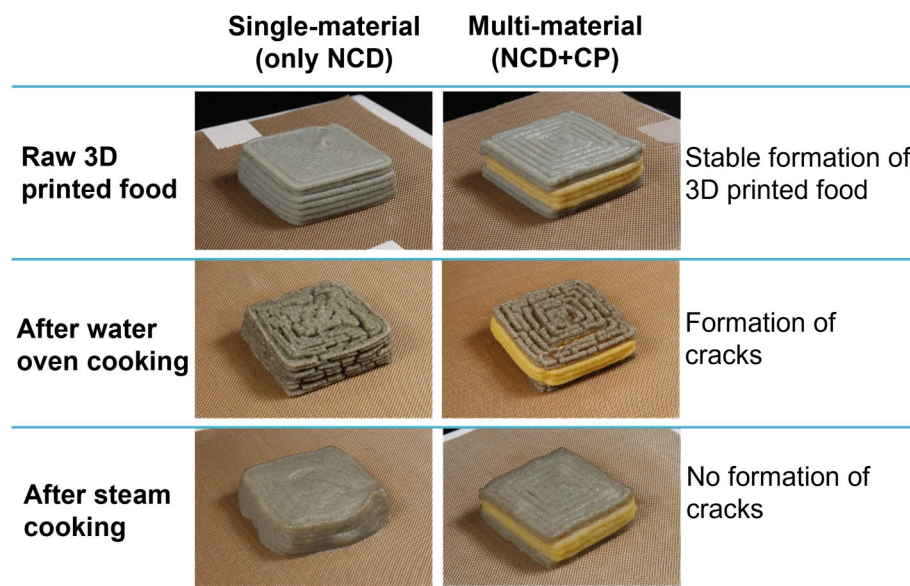 Single-material
(only NCD)
Multi-material
(NCD+CP)
Raw 3D
printed food
Stable formation of
3D printed food
After water
oven cooking
Formation of
cracks
After steam
cooking
No formation of
cracks